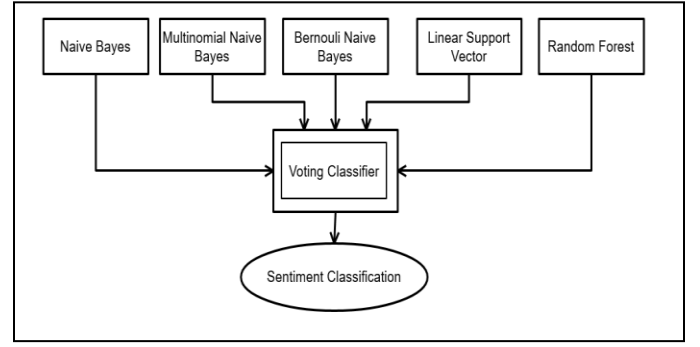 Naive Bayes
Multinomial Naive
Bayes
Bernouli Naive
Bayes
Linear Support
Vector
Random Forest
Voting Classifier
Sentiment Classification